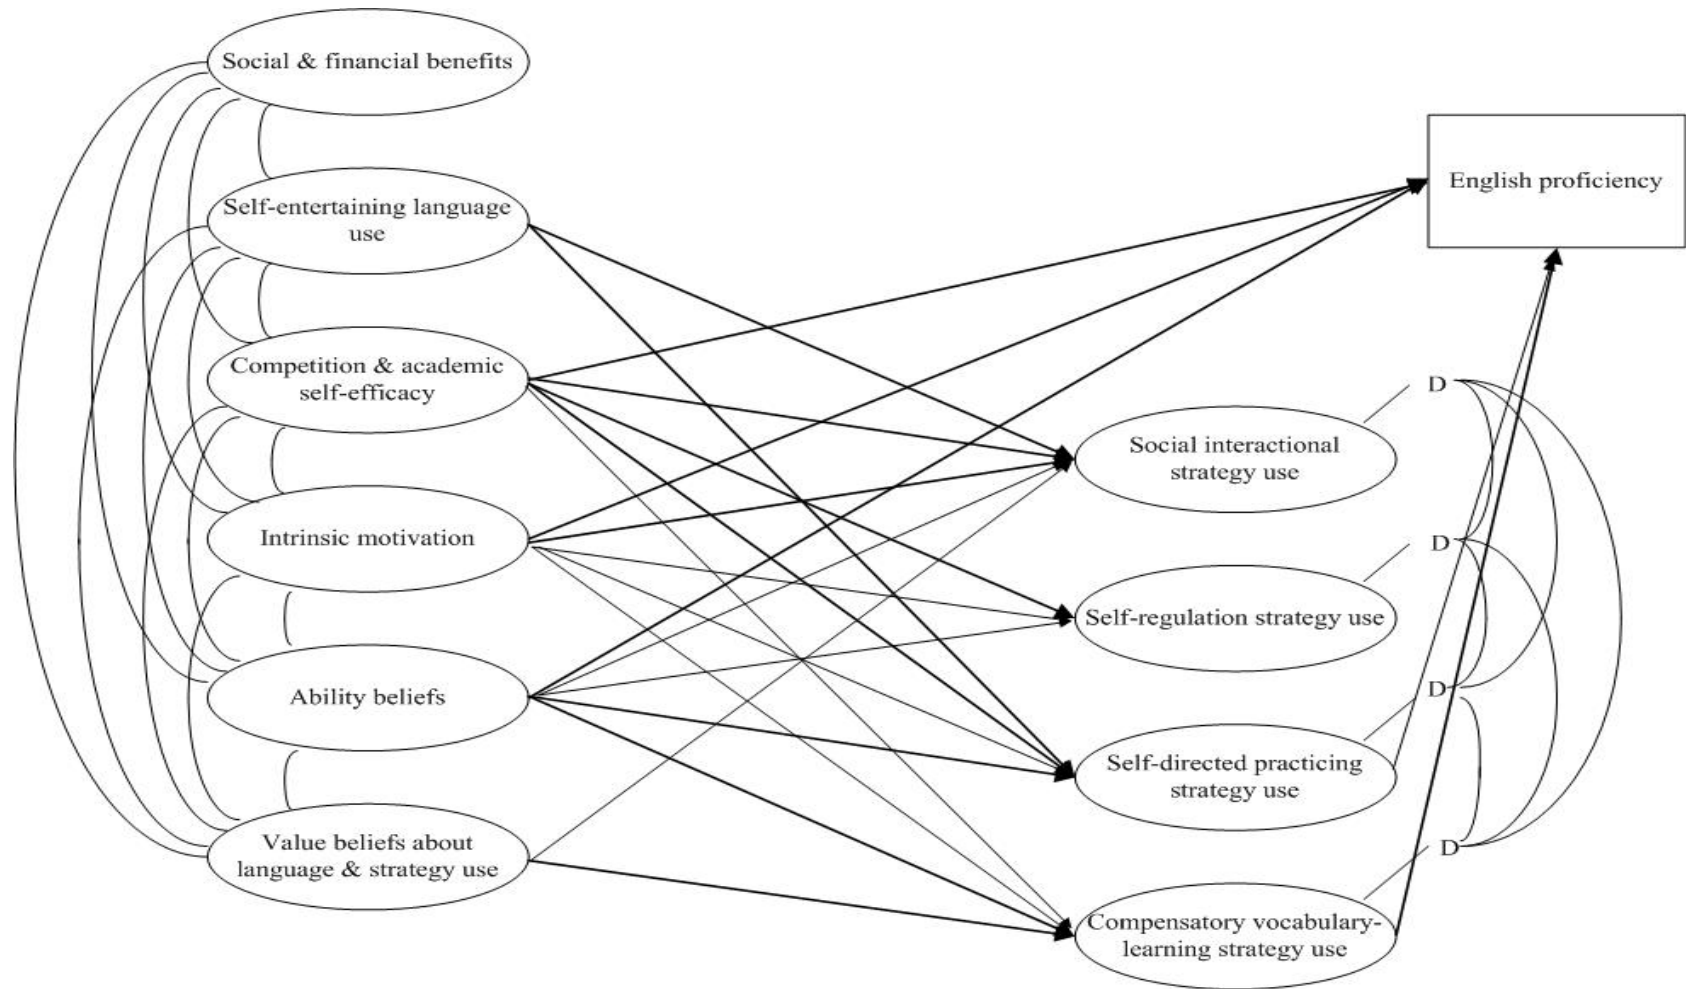 Social & financial benefits
Self-entertaining language
use
Competition & academic
self-efficacy
Intrinsic motivation
Ability beliefs
Value beliefs about
language & strategy use
English proficiency
D
Social interactional
strategy use
D
Self-regulation strategy use
D
Self-directed practicing
strategy use
D
Compensatory vocabulary-
learning strategy use